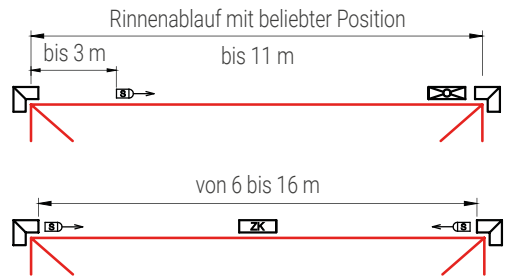 Rinnenablauf mit beliebter Position
bis 3 m
bis 11 m
S
von 6 bis 16 m
S
ZK
S